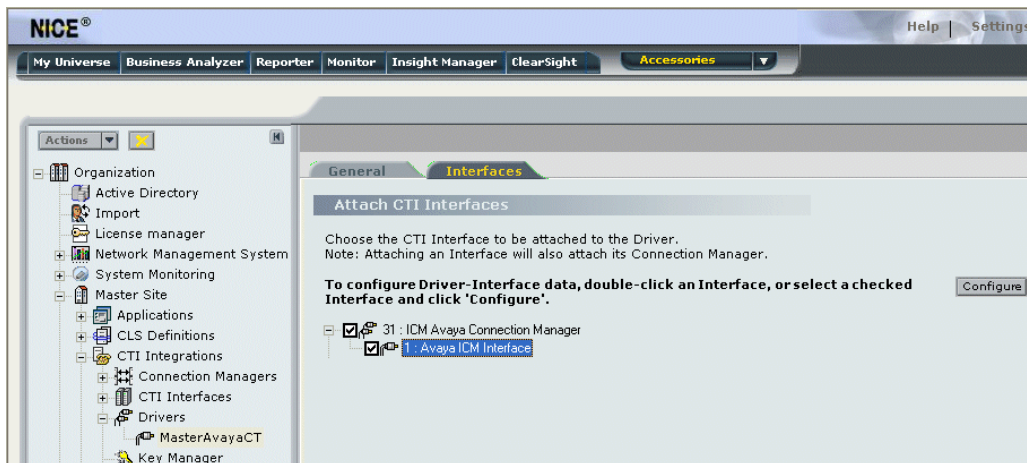 NICE®
Help | Settings
My Universe Business Analyzer Reporter Monitor Insight Manager ClearSight Accessories
Actions
Organization
Active Directory
Import
License manager
Network Management System
System Monitoring
Master Site
Applications
CLS Definitions
CTI Integrations
Connection Managers
CTI Interfaces
Drivers
MasterAvayaCT
Key Manager
General Interfaces
Attach CTI Interfaces
Choose the CTI Interface to be attached to the Driver.
Note: Attaching an Interface will also attach its Connection Manager.
To configure Driver-Interface data, double-click an Interface, or select a checked
Interface and click 'Configure'.
Configure
31 : ICM Avaya Connection Manager
1 : Avaya ICM Interface